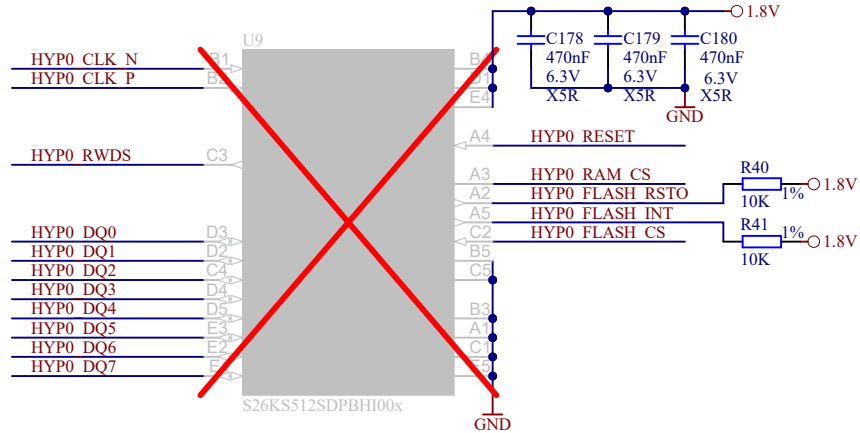 U9
1.8V
HYP0_CLK_N
B1
HYP0_CLK_P
B2
B4
D1
E4
C178
470nF
6.3V
X5R
C179
470nF
6.3V
X5R
C180
470nF
6.3V
X5R
GND
A4
HYP0_RESET
HYP0_RWDS
C3
A3
HYP0_RAM_CS
A2
HYP0_FLASH_RSTO
A5
HYP0_FLASH_INT
C2
HYP0_FLASH_CS
R40
1%
10K
1.8V
R41
1%
10K
1.8V
HYP0_DQ0
D3
HYP0_DQ1
D2
HYP0_DQ2
C4
HYP0_DQ3
D4
HYP0_DQ4
D5
HYP0_DQ5
E3
HYP0_DQ6
E2
HYP0_DQ7
B5
C5
B3
A1
C1
E5
S26KS512SDPBHI00x
GND